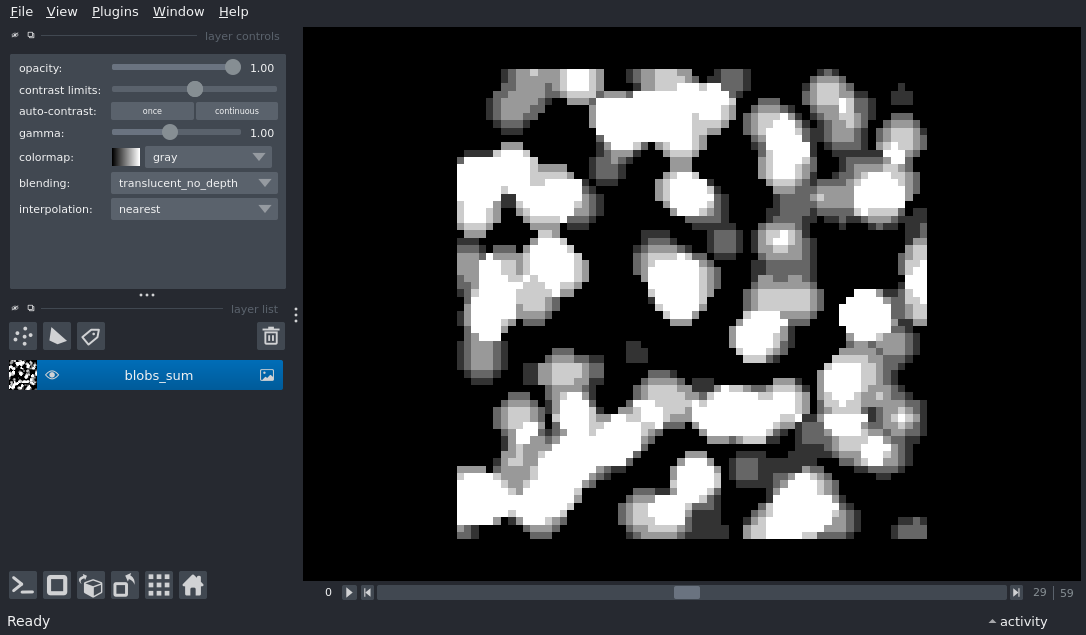 File View Plugins Window Help
layer controls
opacity: 1.00
contrast limits:
auto-contrast: once continuous
gamma: 1.00
colormap: gray
blending: translucent_no_depth
interpolation: nearest
layer list
blobs_sum
0 29 59
Ready activity